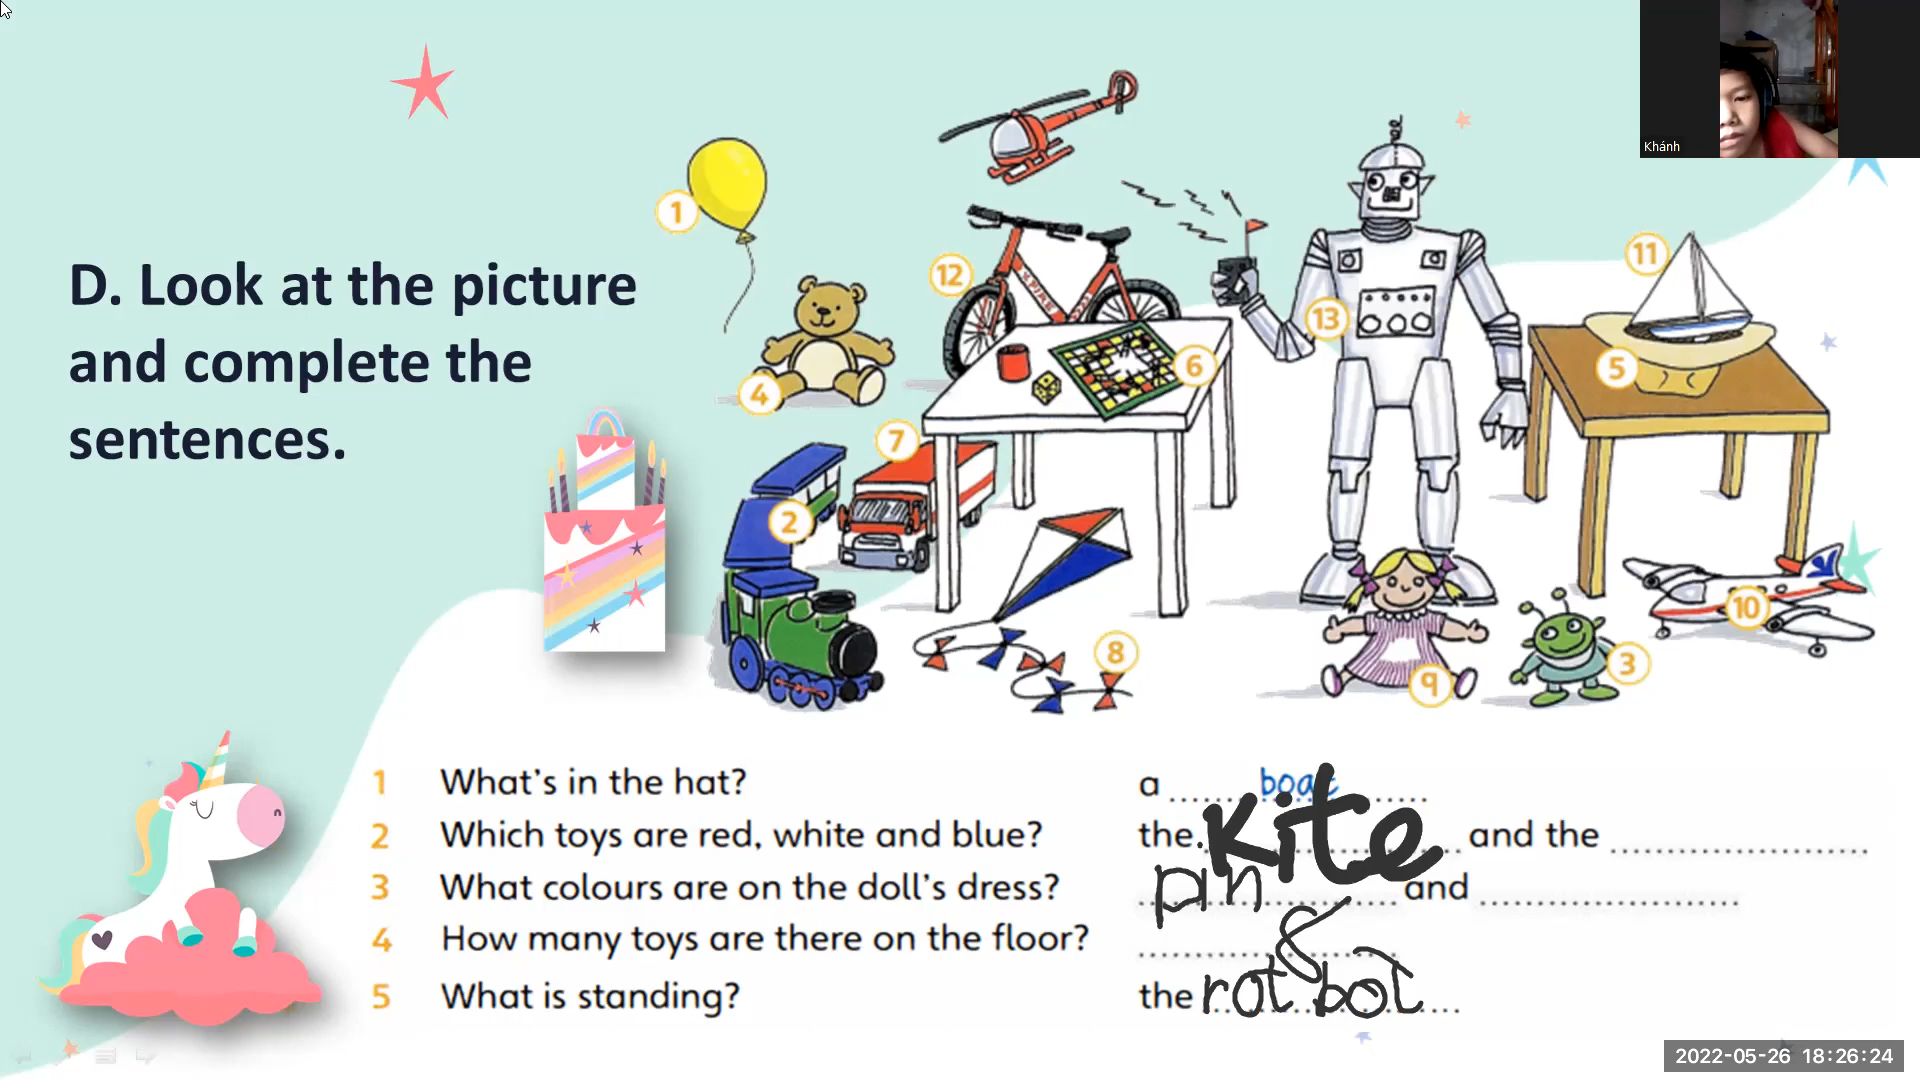 Khánh
D. Look at the picture
and complete the
sentences.
1
12
11
13
6
5
4
7
2
10
8
3
9
1 What's in the hat? a ........boat........
2 Which toys are red, white and blue? the.kite and the ........................
3 What colours are on the doll's dress? pin and ........................
4 How many toys are there on the floor? 8
5 What is standing? the rot bot
2022-05-26 18:26:24